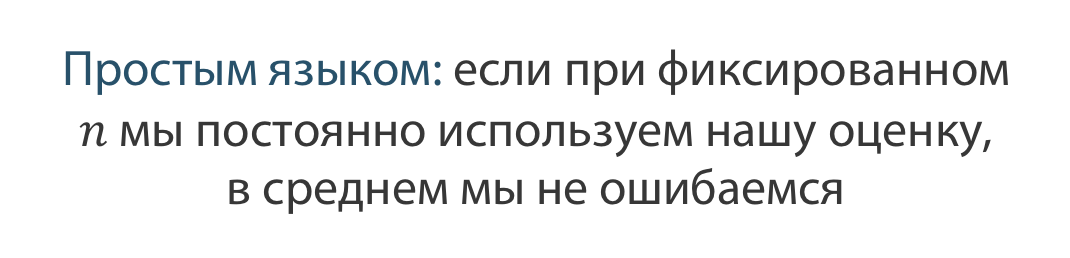 Простым языком: если при фиксированном
n мы постоянно используем нашу оценку,
в среднем мы не ошибаемся